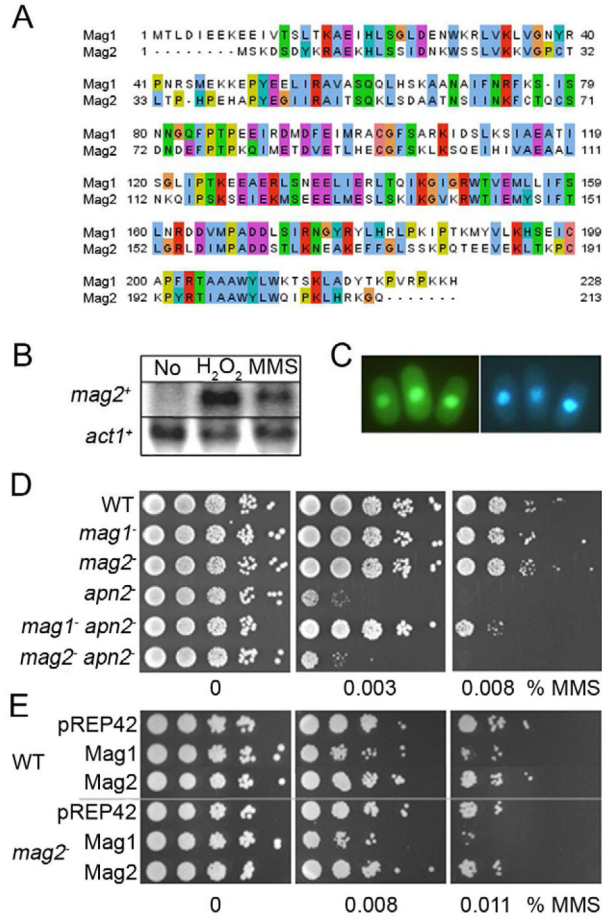 A
Mag1 1 MTLDIEEKEEIVTSLTKAEIHLSGLDENWKRLVKLVGNYR 40
Mag2 1 --------MSKDSDYKRAEKHLSSIDNKWSSLVKKVGPCT 32
Mag1 41 PNRSMEKKEPYEELIRAVASQQLHSKAANAIFNRFKS-IS 79
Mag2 33 LTP-HPEHAPYEGIIRAITSQKLSDAATNSIINKFCTQCS 71
Mag1 80 NNGQFPTPEEIRDMDFEIMRACGFSARKIDSLKSIAEATI 119
Mag2 72 DNDEFPTPKQIMETDVETLHECGFSKLKSQEIHIVAEAAL 111
Mag1 120 SGLIPTKEEAERLSNEELIERLTQIKGIGRWTVEMLLIFS 159
Mag2 112 NKQIPSKSEIEKMSEEELMESLSKIKGVKRWTIEMYSIFT 151
Mag1 160 LNRDDVMPADDLSIRNGYRYLHRLPKIPTKMYVLKHSEIC 199
Mag2 152 LGRLDIMPADDSTLKNEAKEFFGLSSKPQTEEVEKLTKPC 191
Mag1 200 APFRTAAAWYLWKTSKLADYTKPVRPKKH 228
Mag2 192 KPYRTIAAWYLWQIPKLHRKGQ------- 213
B
No H₂O₂ MMS
mag2⁺
act1⁺
C
D
WT
mag1⁻
mag2⁻
apn2⁻
mag1⁻ apn2⁻
mag2⁻ apn2⁻
0 0.003 0.008 % MMS
E
WT
pREP42
Mag1
Mag2
mag2⁻
pREP42
Mag1
Mag2
0 0.008 0.011 % MMS